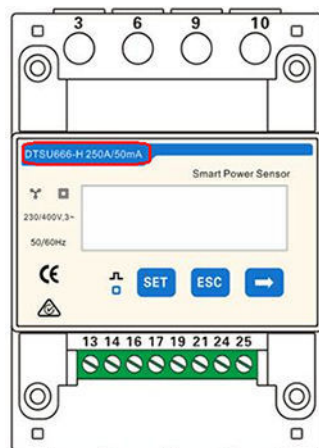 3 6 9 10
DTSU666-H 250A/50mA
Smart Power Sensor
230/400V,3~
50/60Hz
CE
SET ESC
13 14 16 17 19 21 24 25